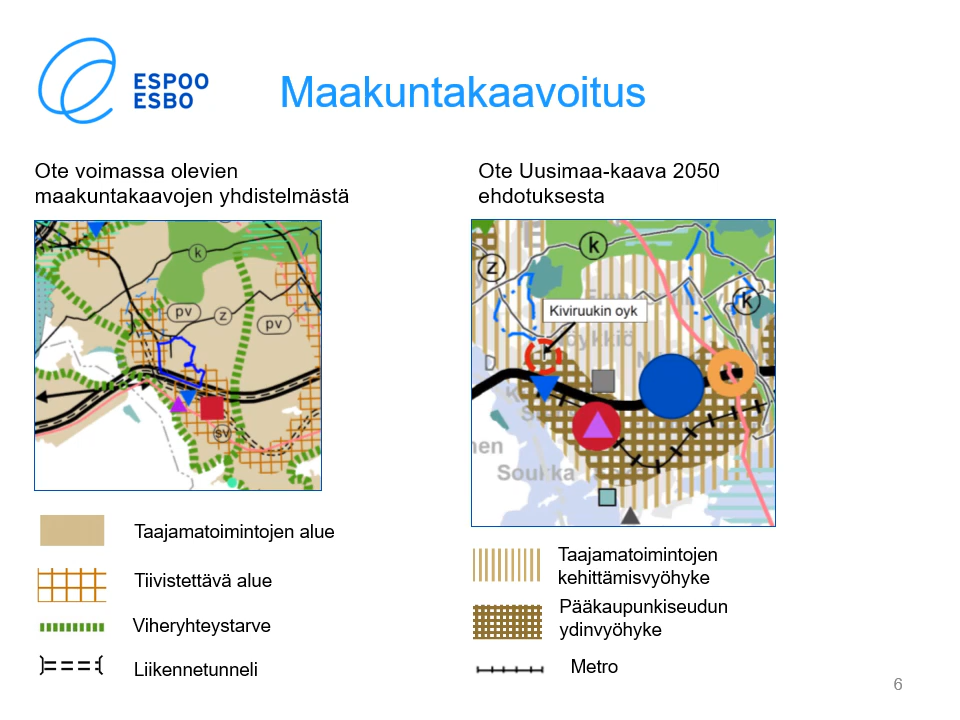 ESPOO
ESBO
Maakuntakaavoitus
Ote voimassa olevien
maakuntakaavojen yhdistelmästä
k
pv
z
pv
sv
Taajamatoimintojen alue
Tiivistettävä alue
Viheryhteystarve
Liikennetunneli
Ote Uusimaa-kaava 2050
ehdotuksesta
k
z
k
Kiviruukin oyk
Taajamatoimintojen
kehittämisvyöhyke
Pääkaupunkiseudun
ydinvyöhyke
Metro
6